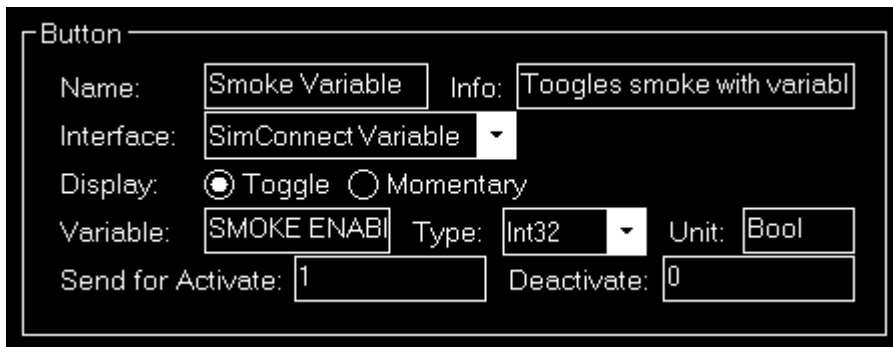 Button
Name: Smoke Variable Info: Toogles smoke with variabl
Interface: SimConnect Variable
Display: Toggle Momentary
Variable: SMOKE ENABI Type: Int32 Unit: Bool
Send for Activate: 1 Deactivate: 0